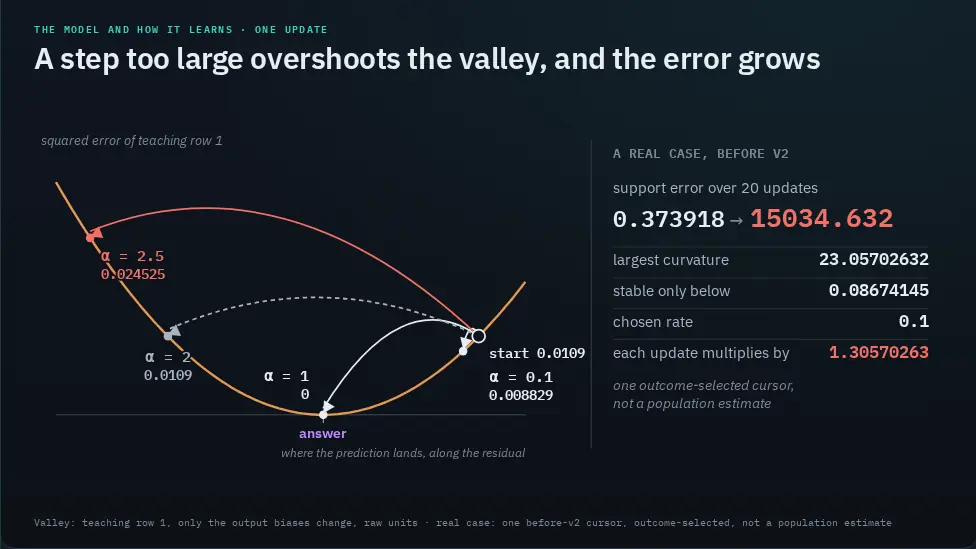 THE MODEL AND HOW IT LEARNS · ONE UPDATE
A step too large overshoots the valley, and the error grows
squared error of teaching row 1
α = 2.5
0.024525
α = 2
0.0109
α = 1
0
start 0.0109
α = 0.1
0.008829
answer
where the prediction lands, along the residual
A REAL CASE, BEFORE V2
support error over 20 updates
0.373918 → 15034.632
largest curvature 23.05702632
stable only below 0.08674145
chosen rate 0.1
each update multiplies by 1.30570263
one outcome-selected cursor,
not a population estimate
Valley: teaching row 1, only the output biases change, raw units · real case: one before-v2 cursor, outcome-selected, not a population estimate